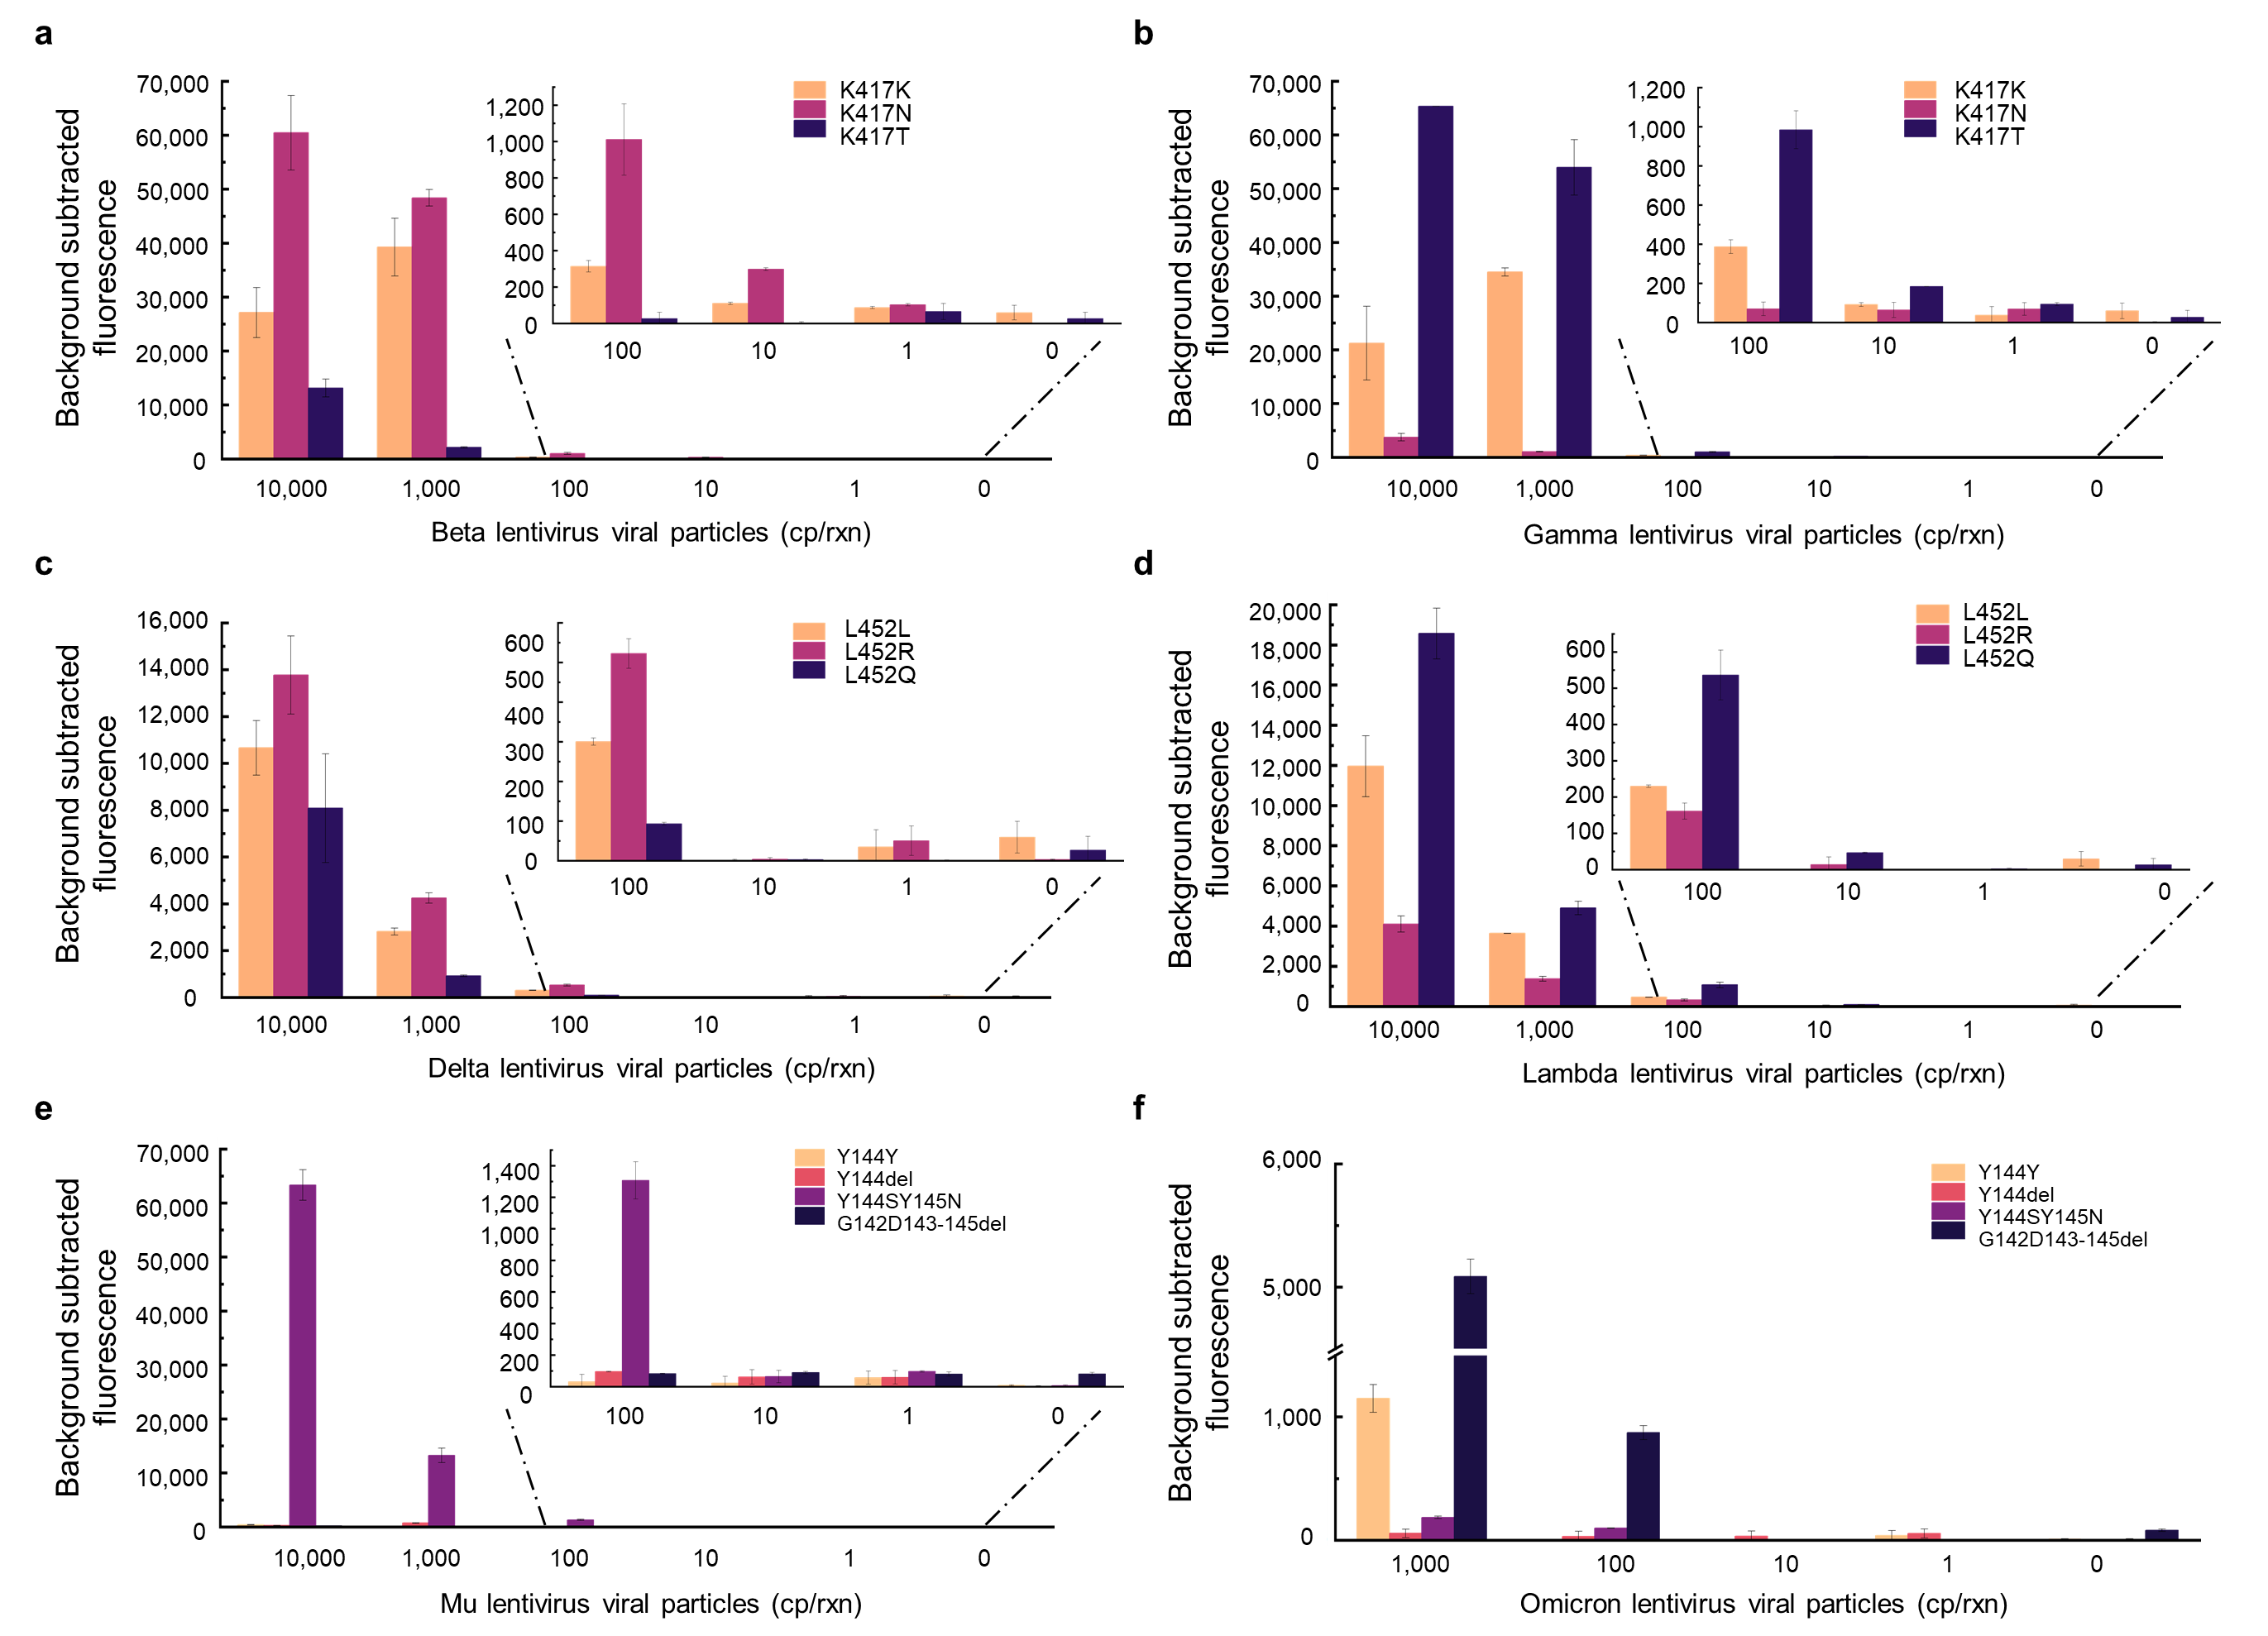 a
Background subtracted
fluorescence
70,000
60,000
50,000
40,000
30,000
20,000
10,000
0
1,200
1,000
800
600
400
200
0
100 10 1 0
K417K
K417N
K417T
10,000 1,000 100 10 1 0
Beta lentivirus viral particles (cp/rxn)
b
Background subtracted
fluorescence
70,000
60,000
50,000
40,000
30,000
20,000
10,000
0
1,200
1,000
800
600
400
200
0
100 10 1 0
K417K
K417N
K417T
10,000 1,000 100 10 1 0
Gamma lentivirus viral particles (cp/rxn)
c
Background subtracted
fluorescence
16,000
14,000
12,000
10,000
8,000
6,000
4,000
2,000
0
600
500
400
300
200
100
0
100 10 1 0
L452L
L452R
L452Q
10,000 1,000 100 10 1 0
Delta lentivirus viral particles (cp/rxn)
d
Background subtracted
fluorescence
20,000
18,000
16,000
14,000
12,000
10,000
8,000
6,000
4,000
2,000
0
600
500
400
300
200
100
0
100 10 1 0
L452L
L452R
L452Q
10,000 1,000 100 10 1 0
Lambda lentivirus viral particles (cp/rxn)
e
Background subtracted
fluorescence
70,000
60,000
50,000
40,000
30,000
20,000
10,000
0
1,400
1,200
1,000
800
600
400
200
0
100 10 1 0
Y144Y
Y144del
Y144SY145N
G142D143-145del
10,000 1,000 100 10 1 0
Mu lentivirus viral particles (cp/rxn)
f
Background subtracted
fluorescence
6,000
5,000
1,000
0
Y144Y
Y144del
Y144SY145N
G142D143-145del
1,000 100 10 1 0
Omicron lentivirus viral particles (cp/rxn)